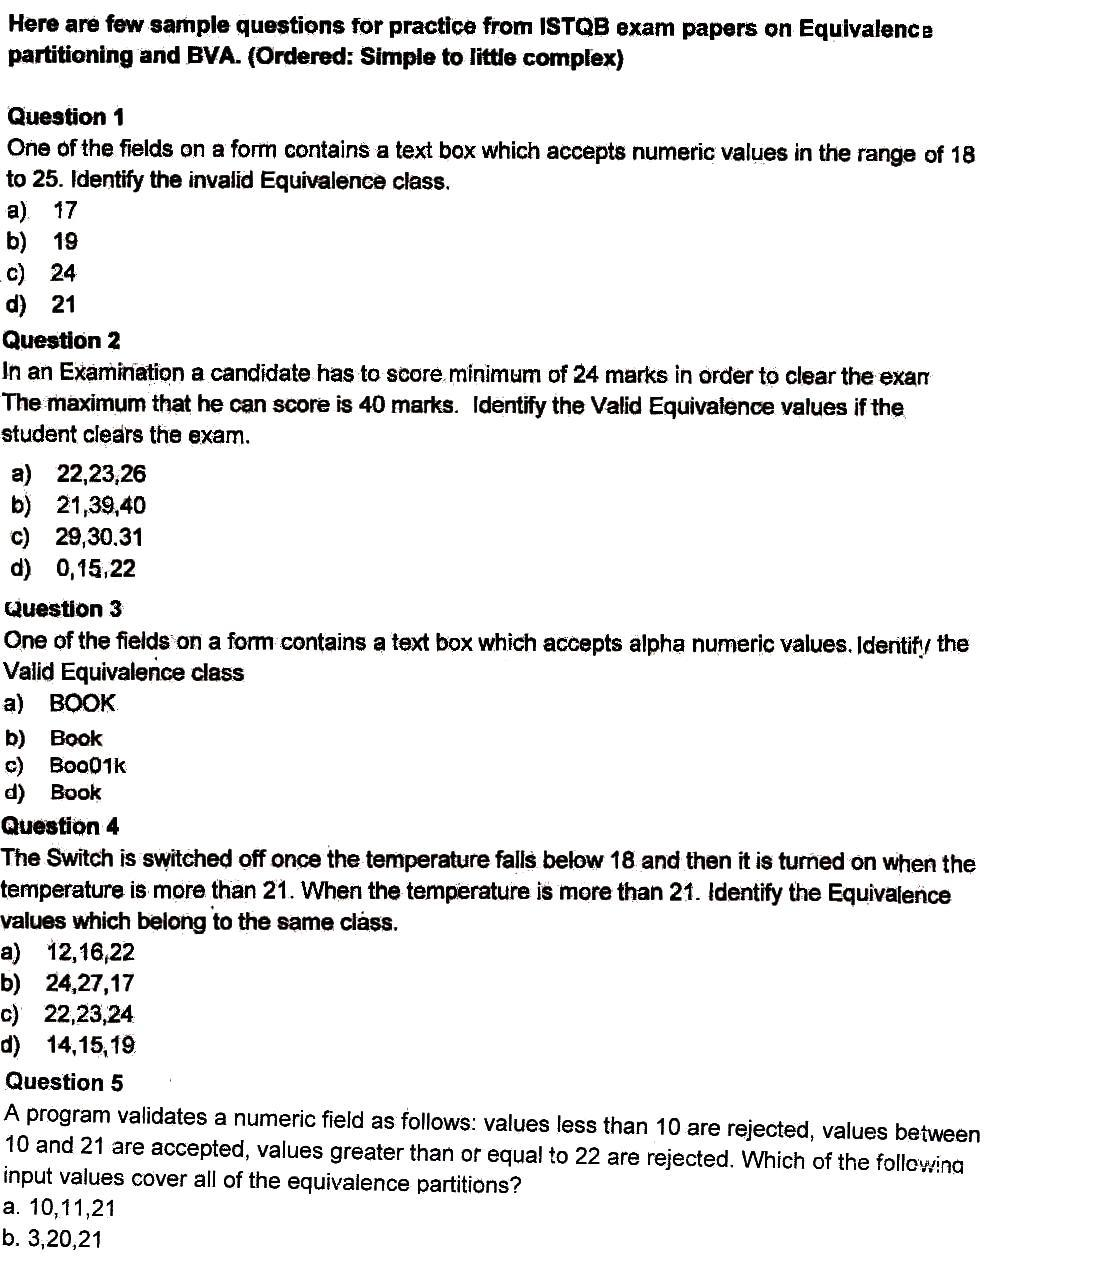 Here are few sample questions for practice from ISTQB exam papers on Equivalence
partitioning and BVA. (Ordered: Simple to little complex)
Question 1
One of the fields on a form contains a text box which accepts numeric values in the range of 18
to 25. Identify the invalid Equivalence class.
a) 17
b) 19
c) 24
d) 21
Question 2
In an Examination a candidate has to score minimum of 24 marks in order to clear the exam
The maximum that he can score is 40 marks. Identify the Valid Equivalence values if the
student clears the exam.
a) 22,23,26
b) 21,39,40
c) 29,30.31
d) 0,15,22
Question 3
One of the fields on a form contains a text box which accepts alpha numeric values. Identify the
Valid Equivalence class
a) BOOK
b) Book
c) Boo01k
d) Book
Question 4
The Switch is switched off once the temperature falls below 18 and then it is turned on when the
temperature is more than 21. When the temperature is more than 21. Identify the Equivalence
values which belong to the same class.
a) 12,16,22
b) 24,27,17
c) 22,23,24
d) 14,15,19
Question 5
A program validates a numeric field as follows: values less than 10 are rejected, values between
10 and 21 are accepted, values greater than or equal to 22 are rejected. Which of the following
input values cover all of the equivalence partitions?
a. 10,11,21
b. 3,20,21